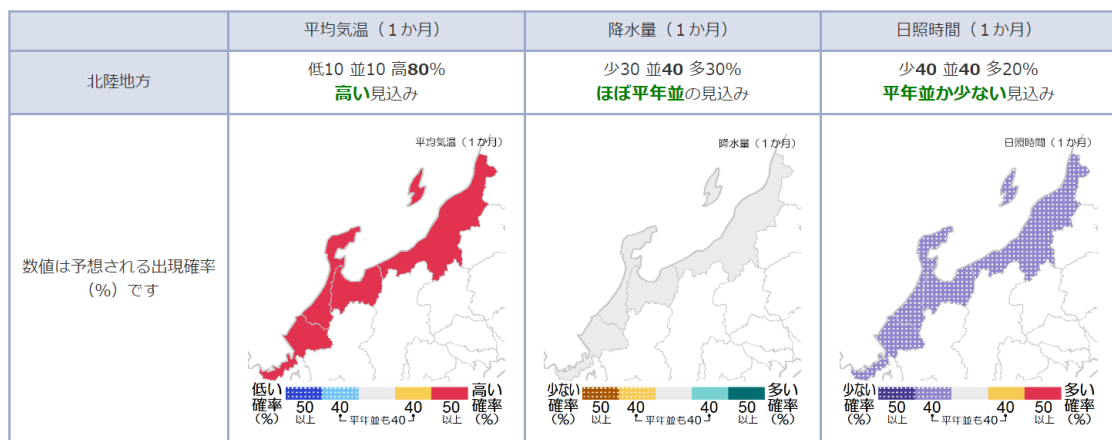 平均気温（１か月）
降水量（１か月）
日照時間（１か月）
北陸地方
低10 並10 高80%
高い見込み
少30 並40 多30%
ほぼ平年並の見込み
少40 並40 多20%
平年並か少ない見込み
数値は予想される出現確率
（%）です
平均気温（１か月）
低い
確率
(%)
50
以上
40
平年並も40
40
50
以上
高い
確率
(%)
降水量（１か月）
少ない
確率
(%)
50
以上
40
平年並も40
40
50
以上
多い
確率
(%)
日照時間（１か月）
少ない
確率
(%)
50
以上
40
平年並も40
40
50
以上
多い
確率
(%)